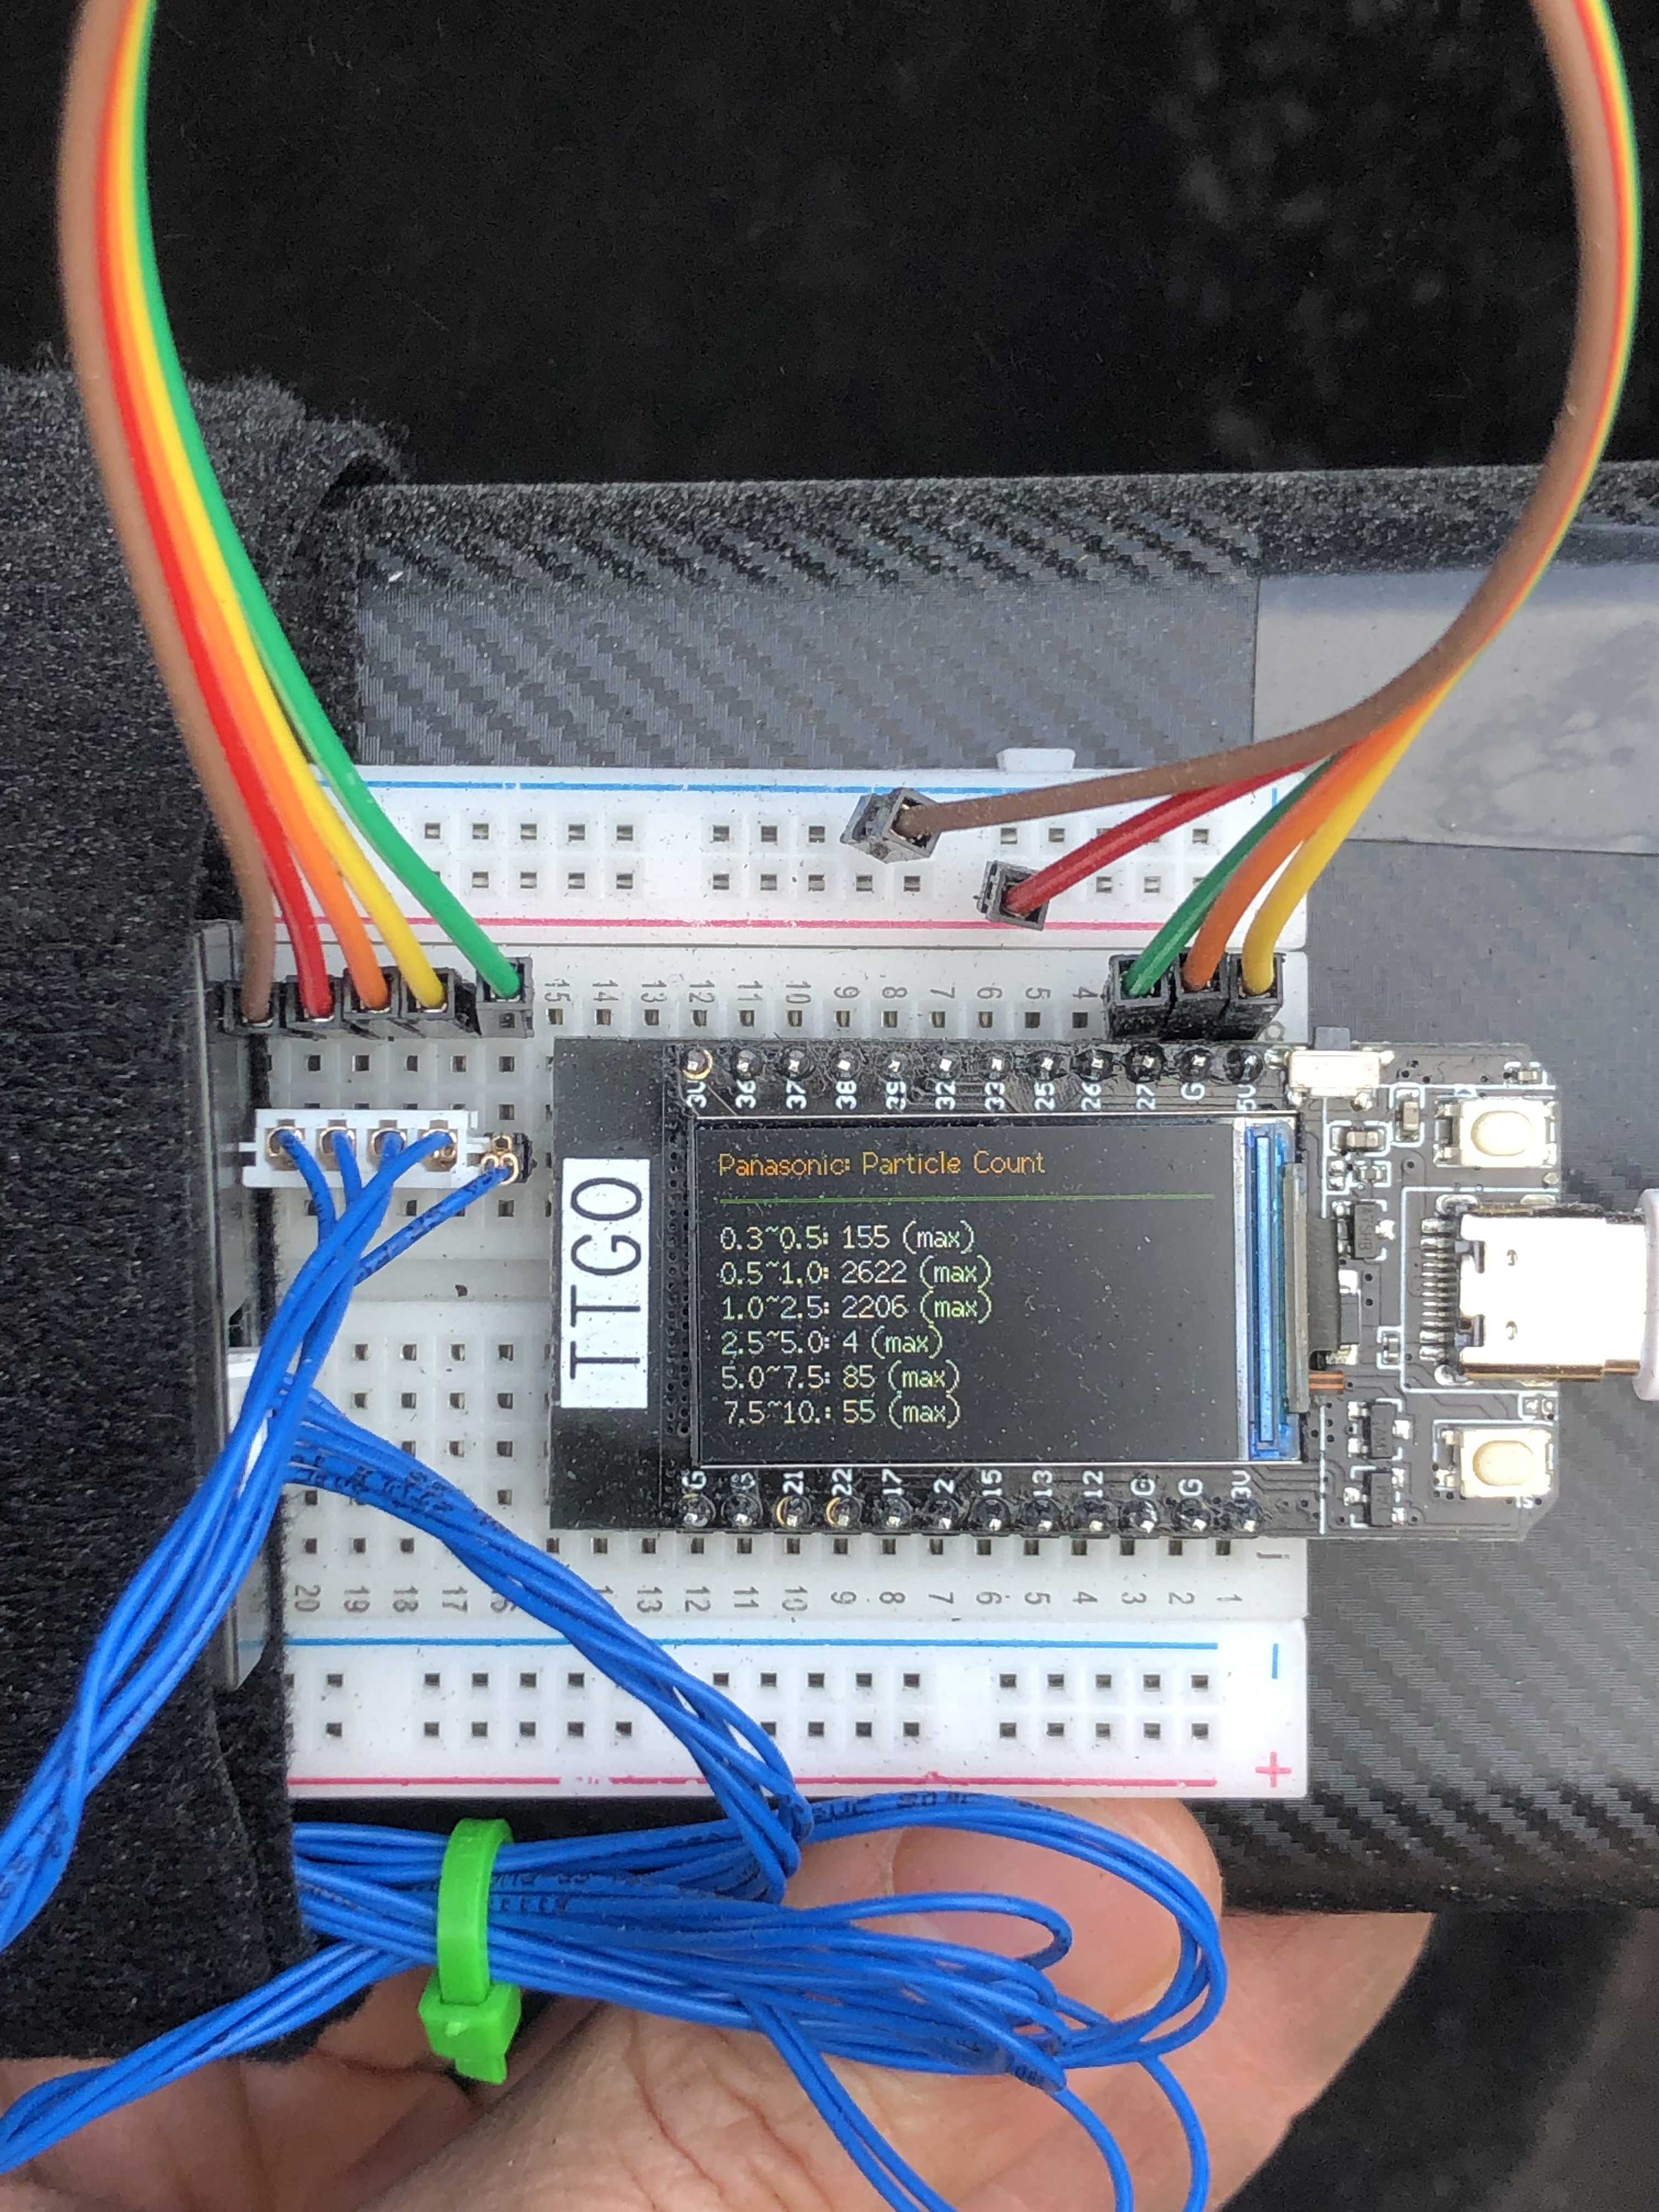 15 14 13 12 11 10 9 8 7 6 5 4
3V 36 37 38 39 32 33 25 26 27 G 5V
TTGO
Panasonic: Particle Count
0.3~0.5: 155 (max)
0.5~1.0: 2622 (max)
1.0~2.5: 2206 (max)
2.5~5.0: 4 (max)
5.0~7.5: 85 (max)
7.5~10.: 55 (max)
G G 21 22 17 2 15 13 12 G G 3V
j
20 19 18 17 16 13 12 11 10 9 8 7 6 5 4 3 2 1
- 
+